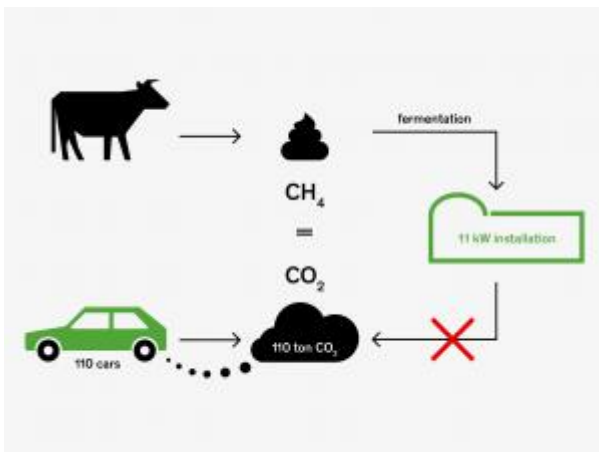 fermentation
CH₄
11 kW installation
=
CO₂
110 ton CO₂
110 cars